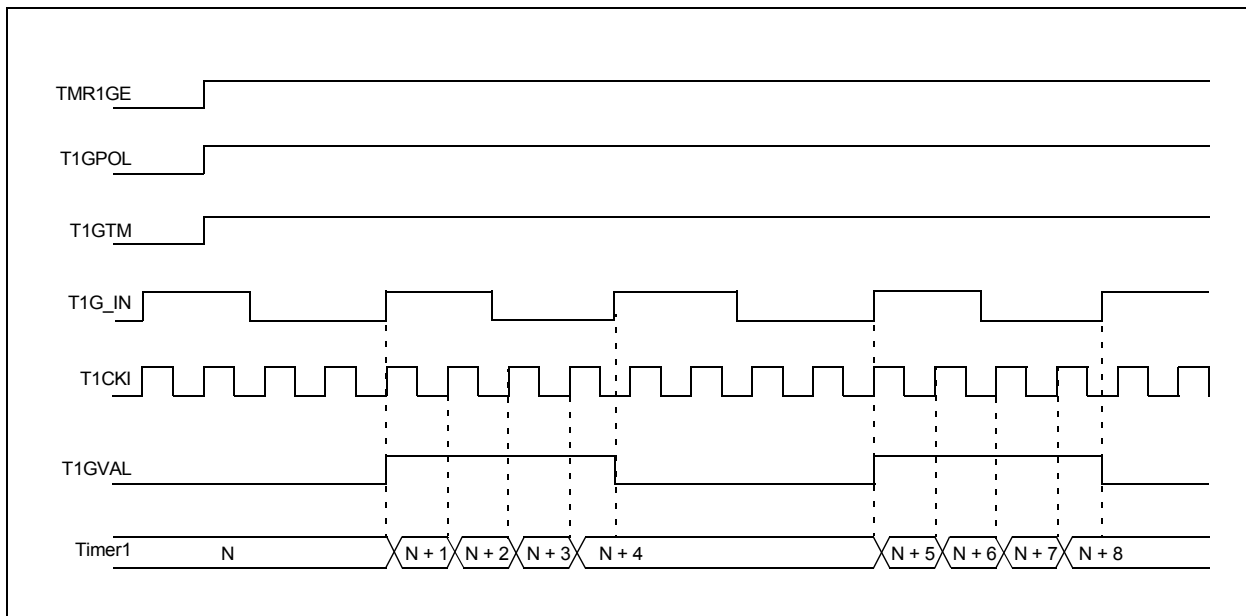 TMR1GE
T1GPOL
T1GTM
T1G_IN
T1CKI
T1GVAL
Timer1 N N + 1 N + 2 N + 3 N + 4 N + 5 N + 6 N + 7 N + 8